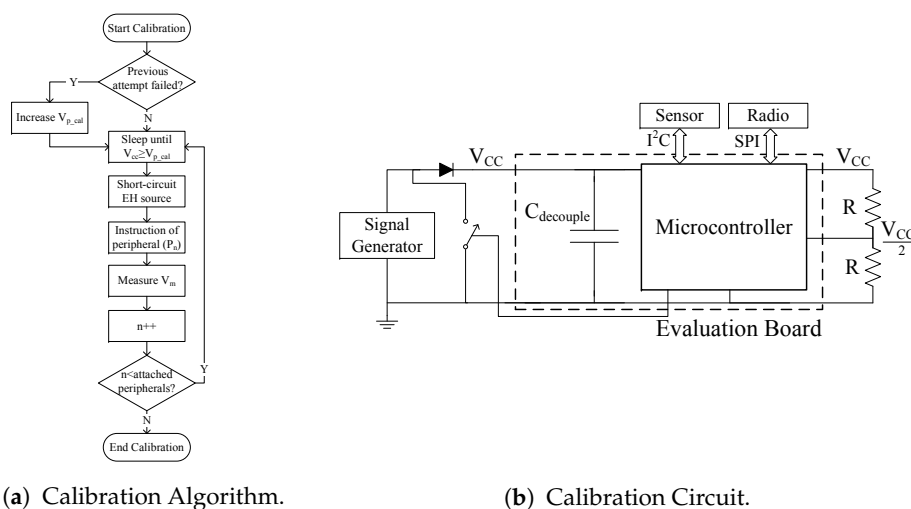 Start Calibration
Previous
attempt failed?
Y
N
Increase V_p_cal
Sleep until
V_cc≥V_p_cal
Short-circuit
EH source
Instruction of
peripheral (P_n)
Measure V_m
n++
n<attached
peripherals?
Y
N
End Calibration
(a) Calibration Algorithm.
Sensor
Radio
I²C
SPI
V_CC
V_CC
C_decouple
Signal
Generator
Microcontroller
R
V_CC
2
R
Evaluation Board
(b) Calibration Circuit.